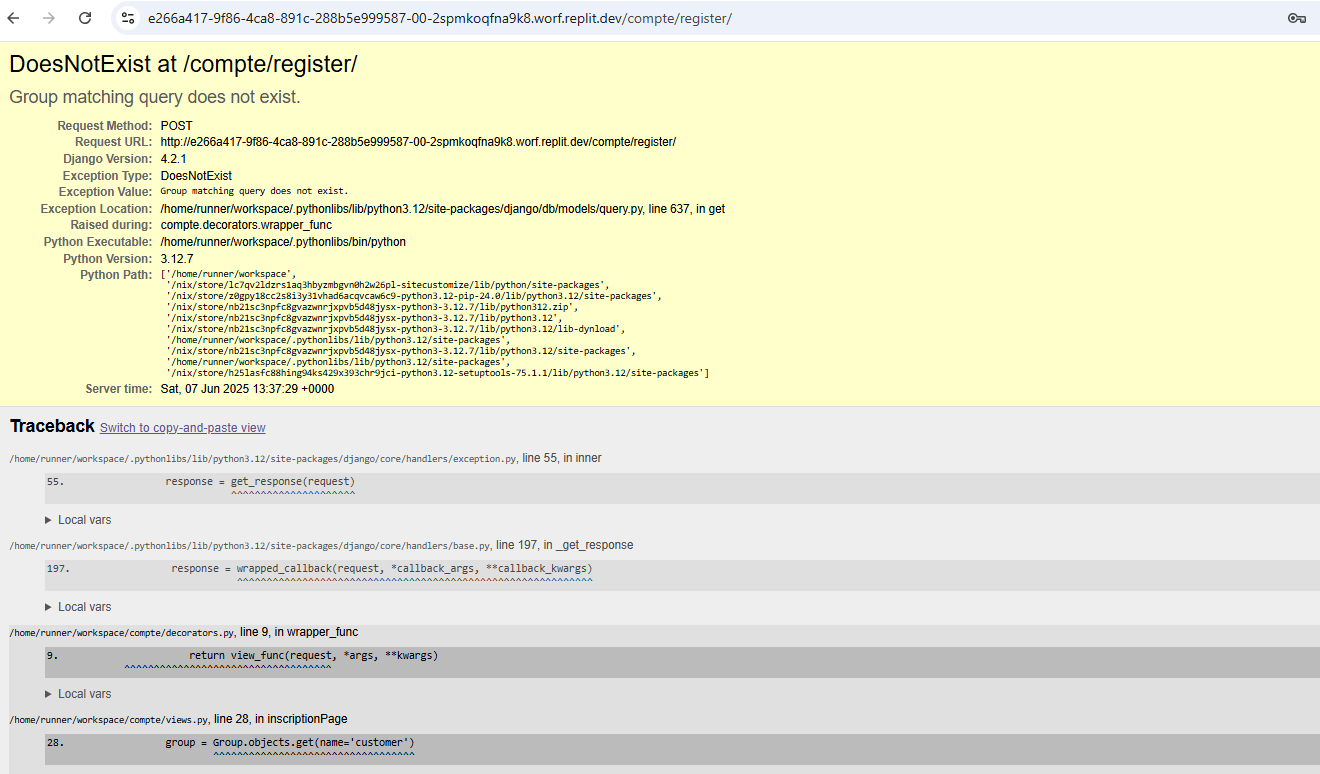 e266a417-9f86-4ca8-891c-288b5e999587-00-2spmkoqfna9k8.worf.replit.dev/compte/register/
DoesNotExist at /compte/register/
Group matching query does not exist.
Request Method: POST
Request URL: http://e266a417-9f86-4ca8-891c-288b5e999587-00-2spmkoqfna9k8.worf.replit.dev/compte/register/
Django Version: 4.2.1
Exception Type: DoesNotExist
Exception Value: Group matching query does not exist.
Exception Location: /home/runner/workspace/.pythonlibs/lib/python3.12/site-packages/django/db/models/query.py, line 637, in get
Raised during: compte.decorators.wrapper_func
Python Executable: /home/runner/workspace/.pythonlibs/bin/python
Python Version: 3.12.7
Python Path: ['/home/runner/workspace',
'/nix/store/lc7qv2ldzrs1aq3hbyzmbgvn0h2w26pl-sitecustomize/lib/python/site-packages',
'/nix/store/z0gpy18cc2s8i3y31vhad6acqvcaw6c9-python3.12-pip-24.0/lib/python3.12/site-packages',
'/nix/store/nb21sc3npfc8gvazwnrjxpvb5d48jysx-python3-3.12.7/lib/python312.zip',
'/nix/store/nb21sc3npfc8gvazwnrjxpvb5d48jysx-python3-3.12.7/lib/python3.12',
'/nix/store/nb21sc3npfc8gvazwnrjxpvb5d48jysx-python3-3.12.7/lib/python3.12/lib-dynload',
'/home/runner/workspace/.pythonlibs/lib/python3.12/site-packages',
'/nix/store/nb21sc3npfc8gvazwnrjxpvb5d48jysx-python3-3.12.7/lib/python3.12/site-packages',
'/home/runner/workspace/.pythonlibs/lib/python3.12/site-packages',
'/nix/store/h25lasfc88hing94ks429x393chr9jci-python3.12-setuptools-75.1.1/lib/python3.12/site-packages']
Server time: Sat, 07 Jun 2025 13:37:29 +0000
Traceback Switch to copy-and-paste view
/home/runner/workspace/.pythonlibs/lib/python3.12/site-packages/django/core/handlers/exception.py, line 55, in inner
55. response = get_response(request)
^^^^^^^^^^^^^^^^^^^^^
Local vars
/home/runner/workspace/.pythonlibs/lib/python3.12/site-packages/django/core/handlers/base.py, line 197, in _get_response
197. response = wrapped_callback(request, *callback_args, **callback_kwargs)
^^^^^^^^^^^^^^^^^^^^^^^^^^^^^^^^^^^^^^^^^^^^^^^^^^^^^^^^^^^^
Local vars
/home/runner/workspace/compte/decorators.py, line 9, in wrapper_func
9. return view_func(request, *args, **kwargs)
^^^^^^^^^^^^^^^^^^^^^^^^^^^^^^^^^^^
Local vars
/home/runner/workspace/compte/views.py, line 28, in inscriptionPage
28. group = Group.objects.get(name='customer')
^^^^^^^^^^^^^^^^^^^^^^^^^^^^^^^^^^